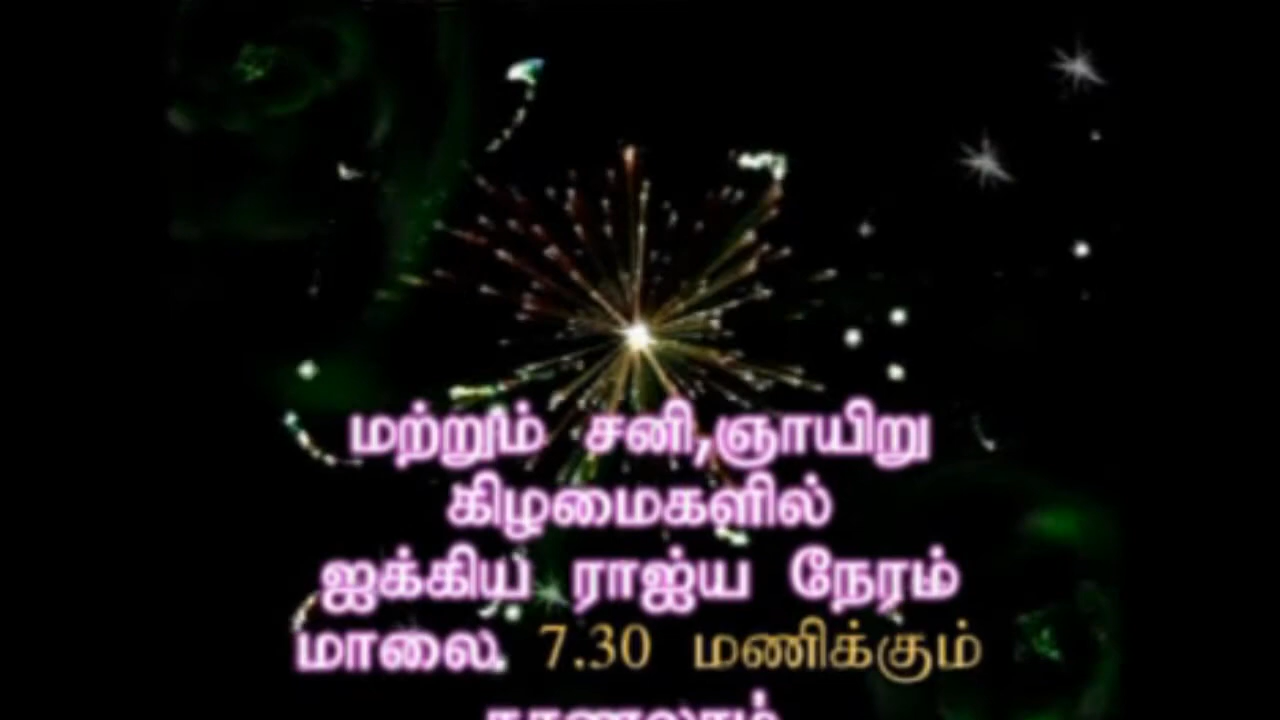 மற்றும் சனி,ஞாயிறு
கிழமைகளில்
ஐக்கிய ராஜ்ய நேரம்
மாலை 7.30 மணிக்கும்